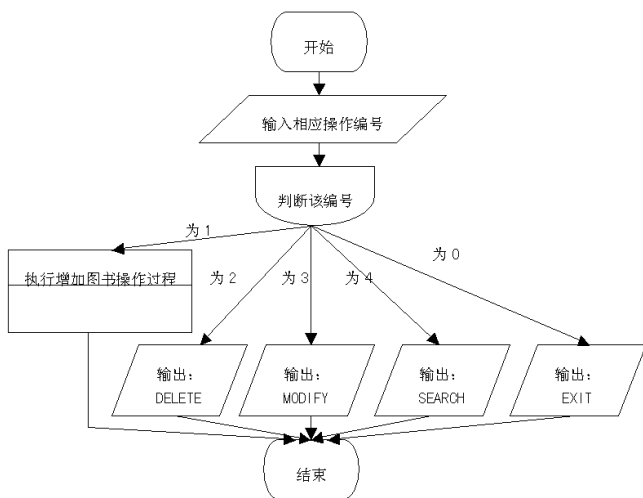 开始
输入相应操作编号
判断该编号
为 1
为 2
为 3
为 4
为 0
执行增加图书操作过程
输出：
DELETE
输出：
MODIFY
输出：
SEARCH
输出：
EXIT
结束